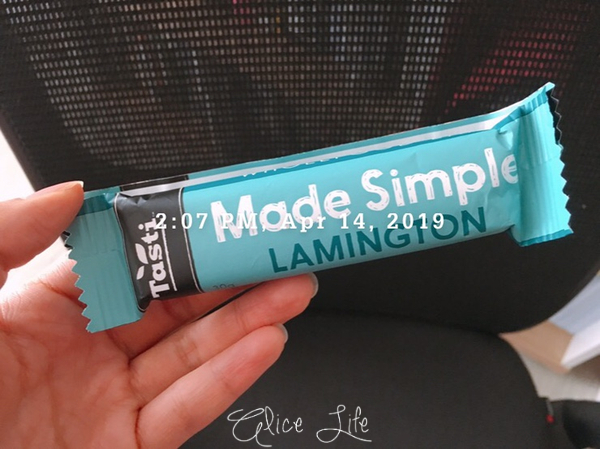 Tasti
Made Simple
2:07 PM, Apr 14, 2019
LAMINGTON
Alice Life